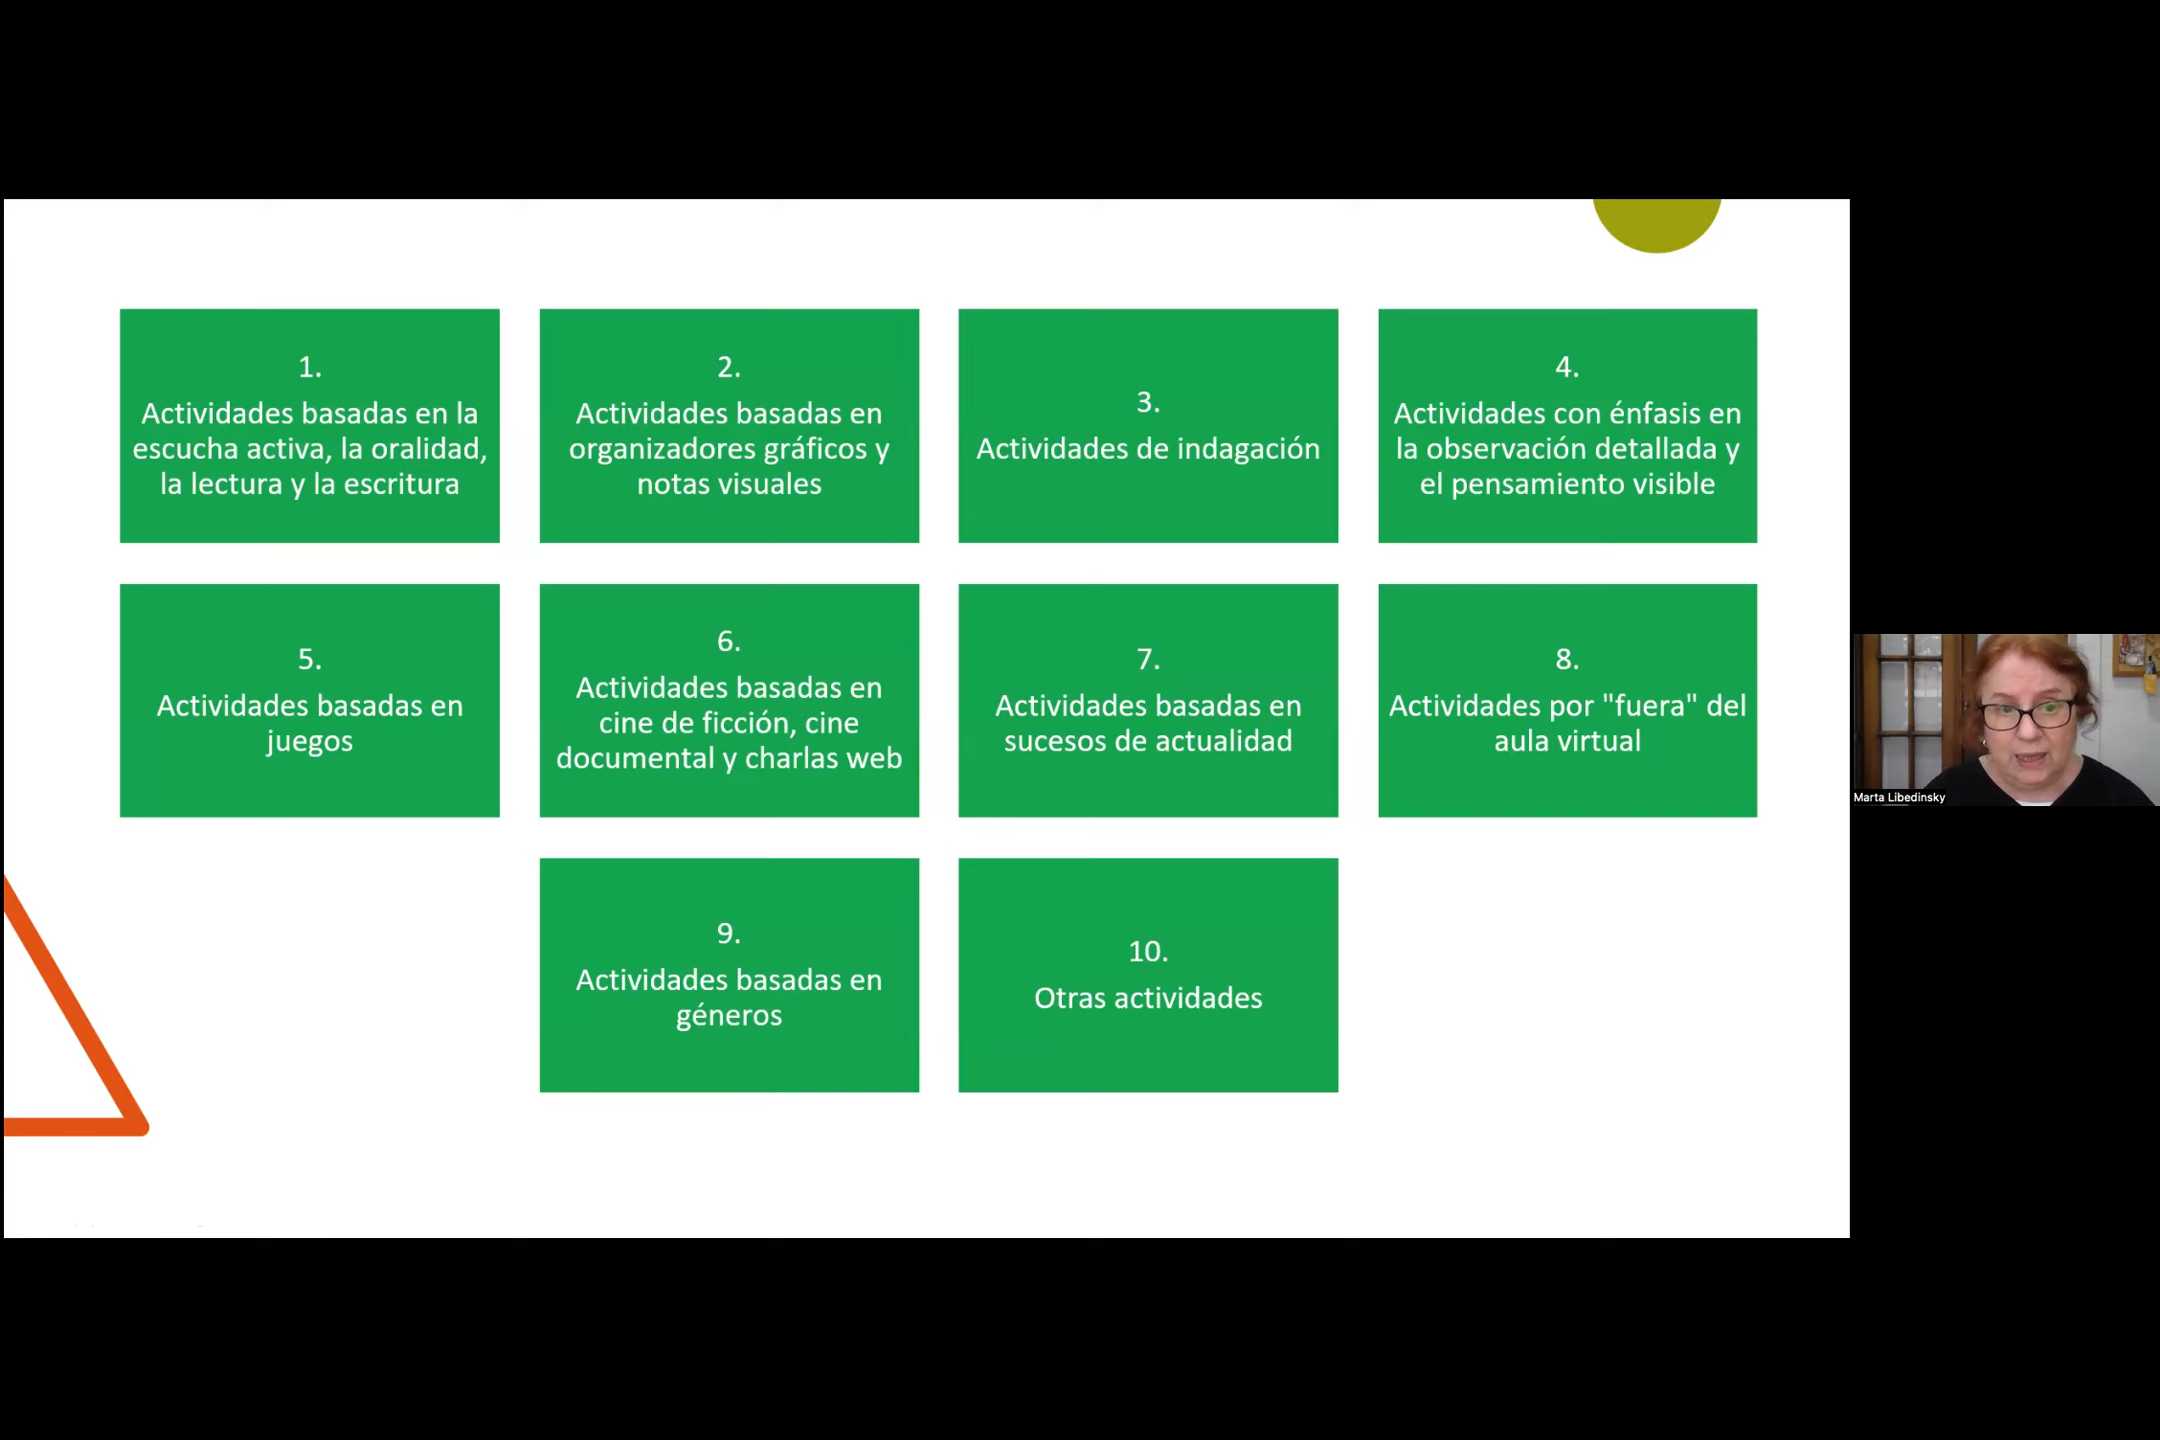 1.
Actividades basadas en la
escucha activa, la oralidad,
la lectura y la escritura
2.
Actividades basadas en
organizadores gráficos y
notas visuales
3.
Actividades de indagación
4.
Actividades con énfasis en
la observación detallada y
el pensamiento visible
5.
Actividades basadas en
juegos
6.
Actividades basadas en
cine de ficción, cine
documental y charlas web
7.
Actividades basadas en
sucesos de actualidad
8.
Actividades por "fuera" del
aula virtual
9.
Actividades basadas en
géneros
10.
Otras actividades
Marta Libedinsky